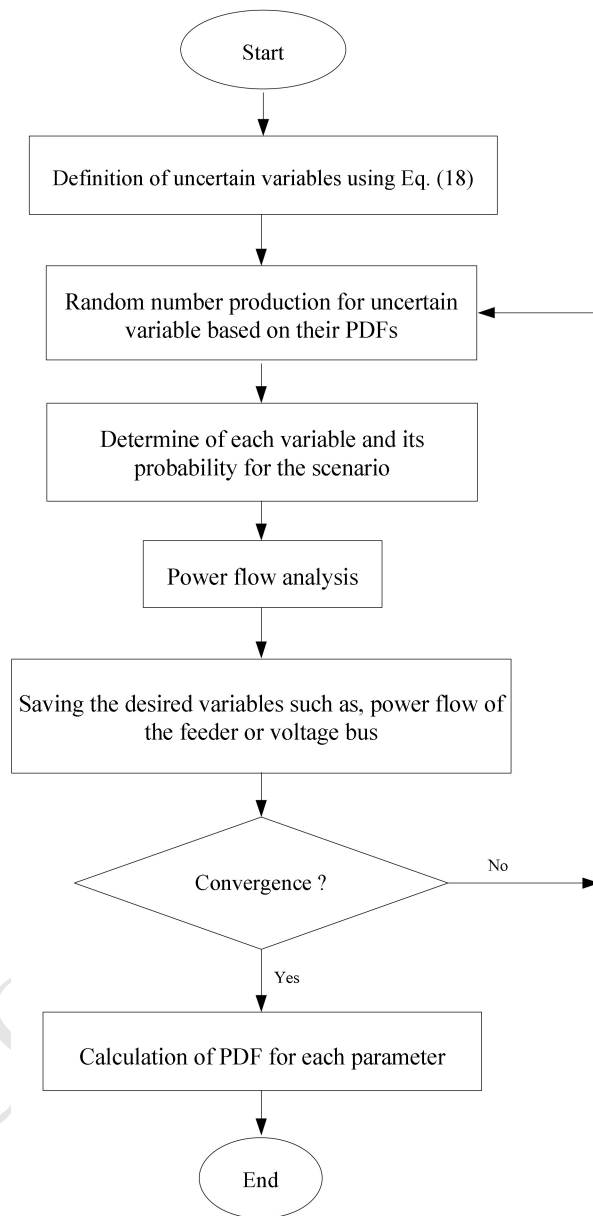 Start
Definition of uncertain variables using Eq. (18)
Random number production for uncertain
variable based on their PDFs
Determine of each variable and its
probability for the scenario
Power flow analysis
Saving the desired variables such as, power flow of
the feeder or voltage bus
Convergence ?
No
Yes
Calculation of PDF for each parameter
End